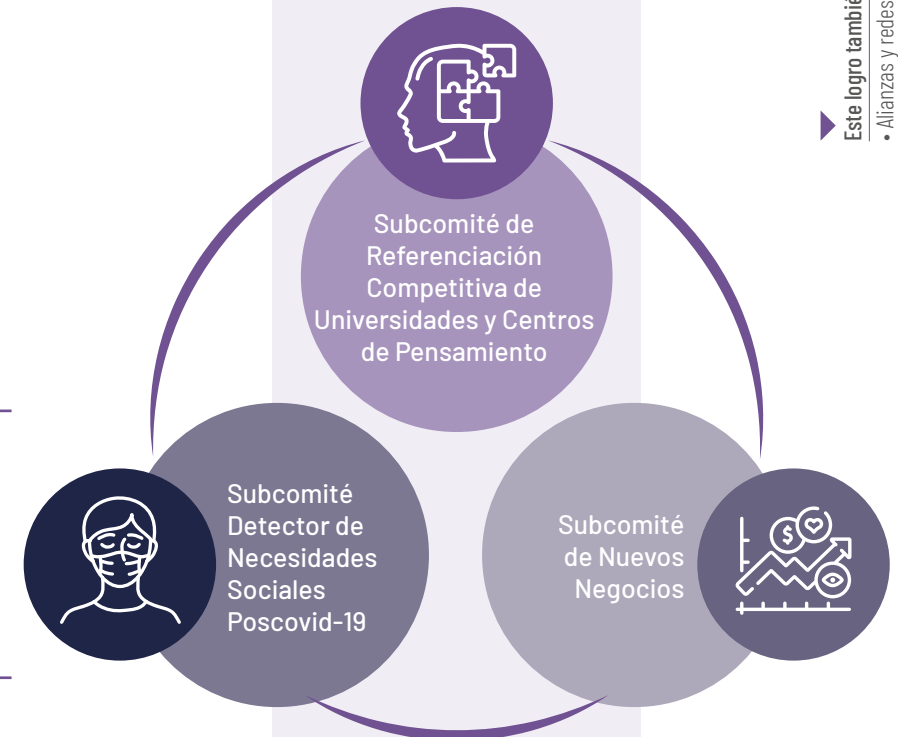 Subcomité de
Referenciación
Competitiva de
Universidades y Centros
de Pensamiento
Subcomité
Detector de
Necesidades
Sociales
Poscovid-19
Subcomité
de Nuevos
Negocios
$
Este logro
• Alianzas y redes